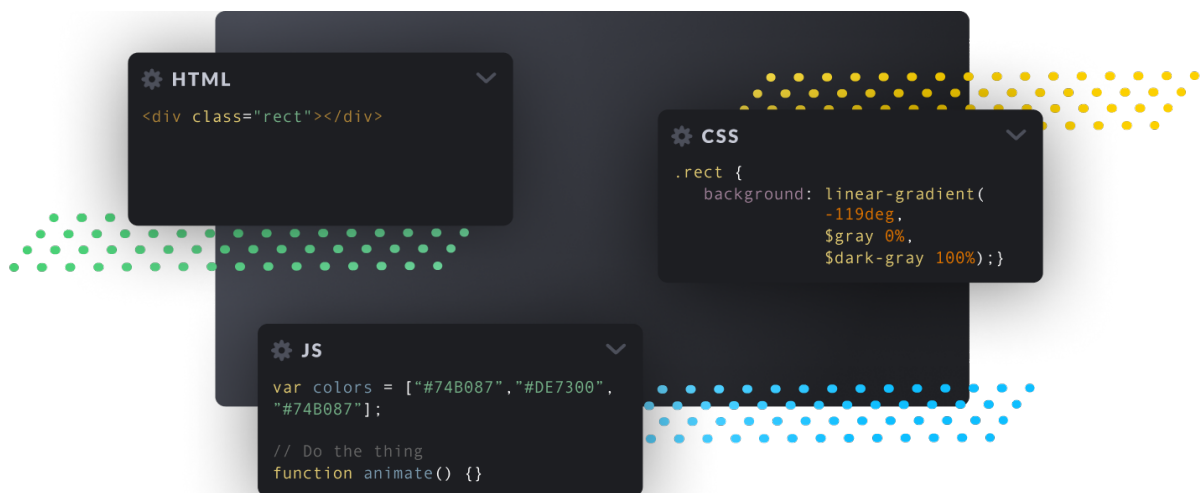 HTML
<div class="rect"></div>
CSS
.rect {
background: linear-gradient(
-119deg,
$gray 0%,
$dark-gray 100%);}
JS
var colors = [“#74B087”,”#DE7300”,
”#74B087”];
// Do the thing
function animate() {}